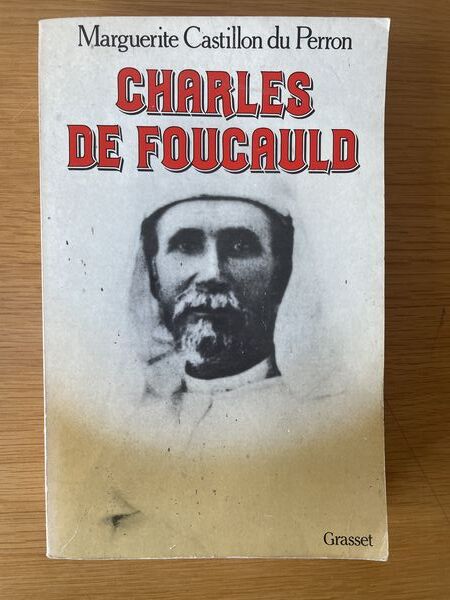 Marguerite Castillon du Perron
CHARLES
DE FOUCAULD
Grasset